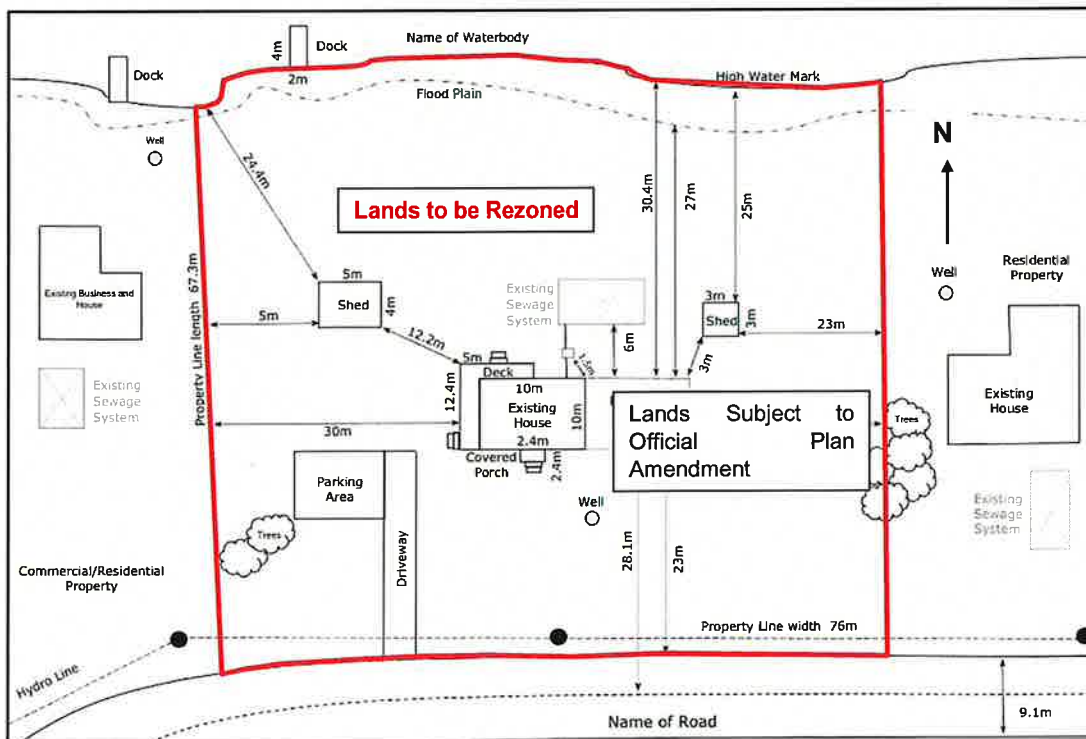 Name of Waterbody
Dock
4m
2m
Dock
High Water Mark
Flood Plain
Well
24.4m
30.4m
27m
25m
N
Lands to be Rezoned
Residential
Property
Well
Existing Business and
House
Property Line length 67.3m
5m
Shed
4m
5m
Existing
Sewage
System
3m
Shed
3m
23m
12.2m
6m
3m
1.5m
Existing
Sewage
System
5m
Deck
12.4m
10m
10m
Existing
House
2.4m
30m
Covered
Porch
2.4m
Lands Subject to
Official Plan
Amendment
Trees
Existing
House
Parking
Area
Well
Existing
Sewage
System
Trees
Driveway
28.1m
23m
Commercial/Residential
Property
Property Line width 76m
Hydro Line
Name of Road
9.1m